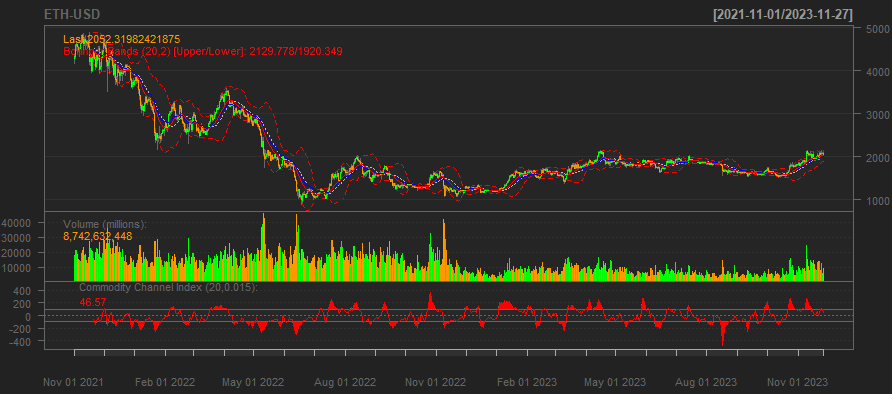 ETH-USD [2021-11-01/2023-11-27]
Last 2052.31982421875
Bollinger Bands (20,2) [Upper/Lower]: 2129.778/1920.349
5000
4000
3000
2000
1000
Volume (millions):
8,742,632,448
40000
30000
20000
10000
Commodity Channel Index (20,0.015):
46.57
400
200
0
-200
-400
Nov 01 2021 Feb 01 2022 May 01 2022 Aug 01 2022 Nov 01 2022 Feb 01 2023 May 01 2023 Aug 01 2023 Nov 01 2023